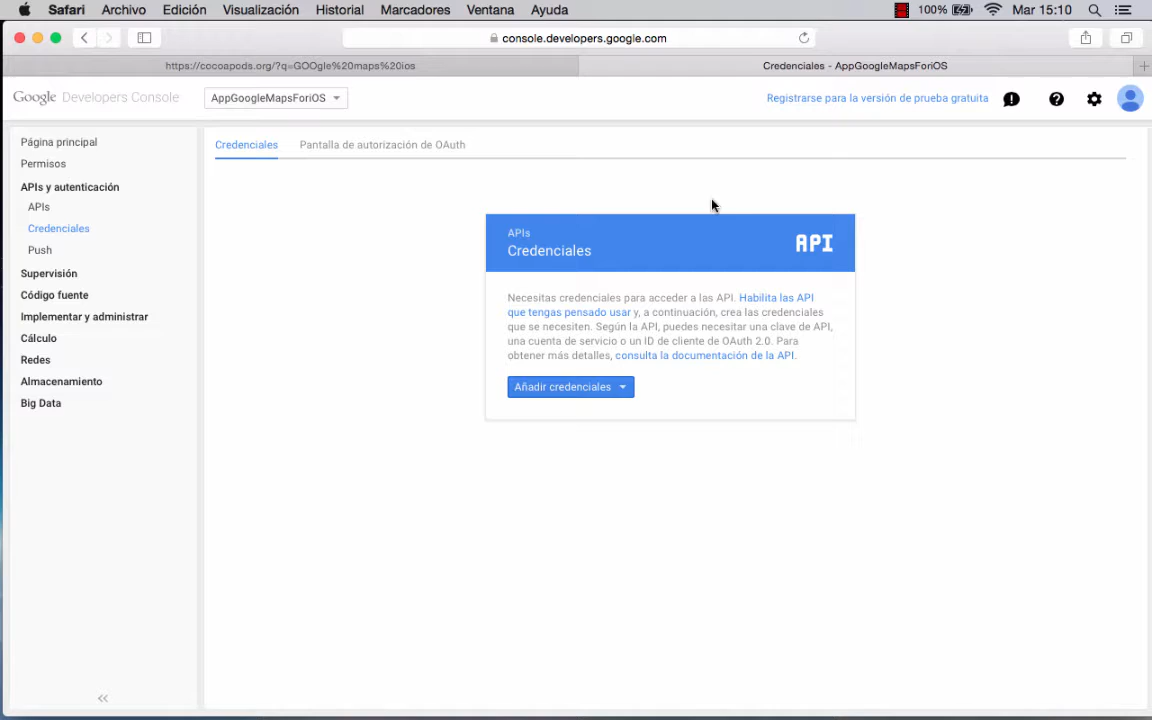 Safari Archivo Edición Visualización Historial Marcadores Ventana Ayuda 100% Mar 15:10
console.developers.google.com
https://cocoapods.org/?q=GOOgle%20maps%20ios Credenciales - AppGoogleMapsForiOS
Google Developers Console AppGoogleMapsForiOS Registrarse para la versión de prueba gratuita
Página principal
Permisos
APIs y autenticación
APIs
Credenciales
Push
Supervisión
Código fuente
Implementar y administrar
Cálculo
Redes
Almacenamiento
Big Data
Credenciales Pantalla de autorización de OAuth
APIs
Credenciales
API
Necesitas credenciales para acceder a las API. Habilita las API
que tengas pensado usar y, a continuación, crea las credenciales
que se necesiten. Según la API, puedes necesitar una clave de API,
una cuenta de servicio o un ID de cliente de OAuth 2.0. Para
obtener más detalles, consulta la documentación de la API.
Añadir credenciales